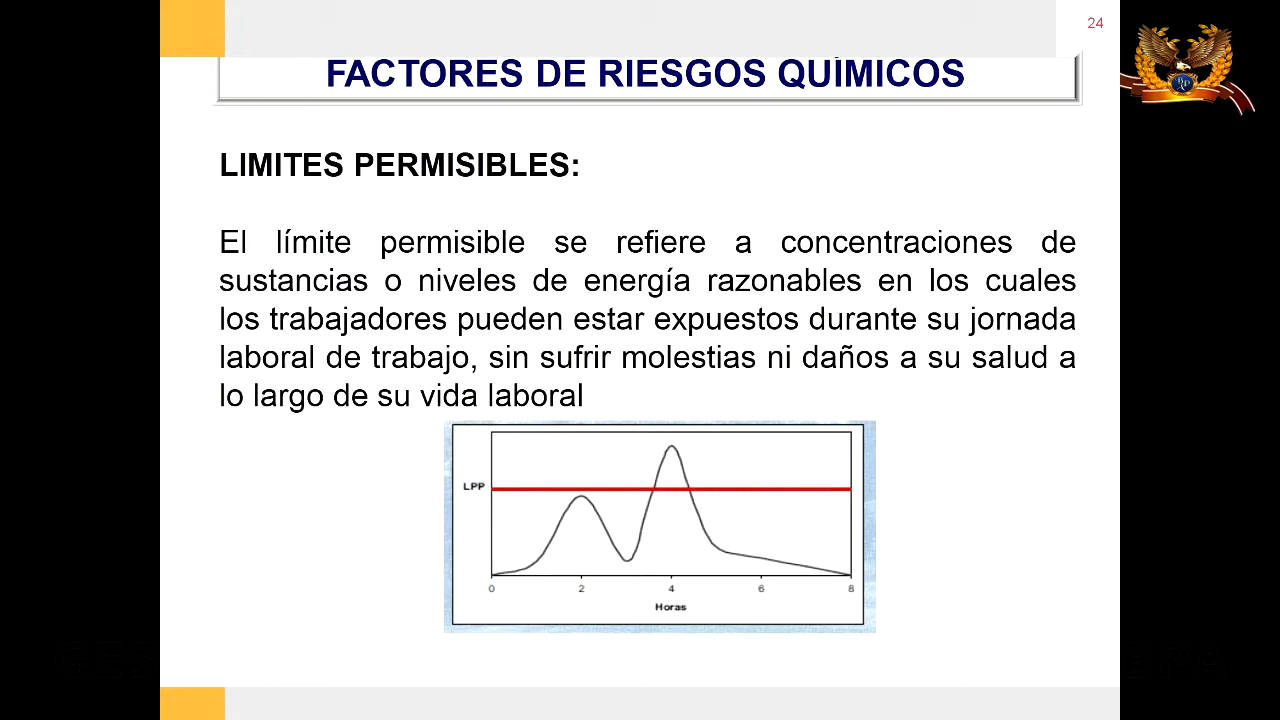 24
FACTORES DE RIESGOS QUÍMICOS
LIMITES PERMISIBLES:
El límite permisible se refiere a concentraciones de
sustancias o niveles de energía razonables en los cuales
los trabajadores pueden estar expuestos durante su jornada
laboral de trabajo, sin sufrir molestias ni daños a su salud a
lo largo de su vida laboral
LPP
0 2 4 6 8
Horas